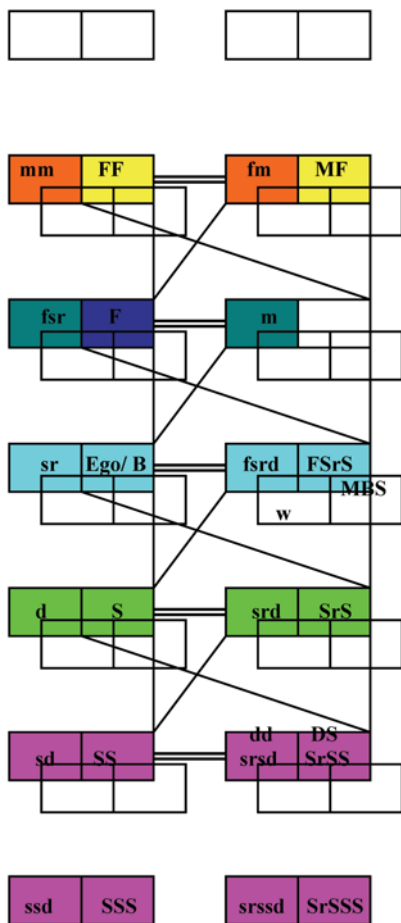 mm FF fm MF
fsr F m
sr Ego/ B fsrd FSrS
MBS
w
d S srd SrS
dd DS
sd SS srsd SrSS
ssd SSS srssd SrSSS